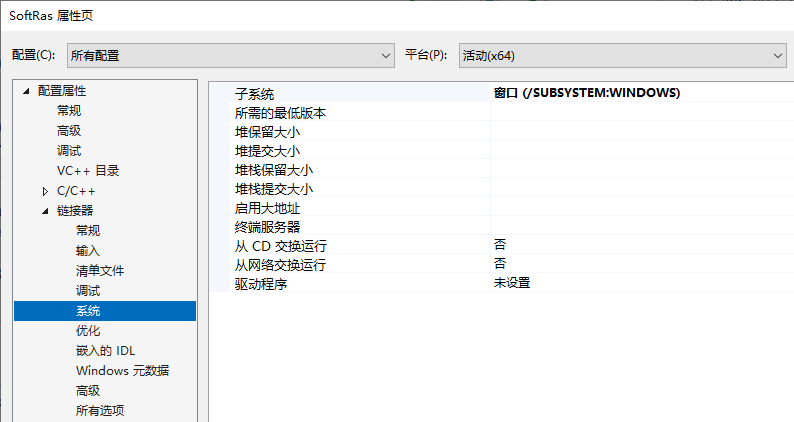 SoftRas 属性页
配置(C): 所有配置 平台(P): 活动(x64)
配置属性
常规
高级
调试
VC++ 目录
C/C++
链接器
常规
输入
清单文件
调试
系统
优化
嵌入的 IDL
Windows 元数据
高级
所有选项
子系统 窗口 (/SUBSYSTEM:WINDOWS)
所需的最低版本
堆保留大小
堆提交大小
堆栈保留大小
堆栈提交大小
启用大地址
终端服务器
从 CD 交换运行 否
从网络交换运行 否
驱动程序 未设置